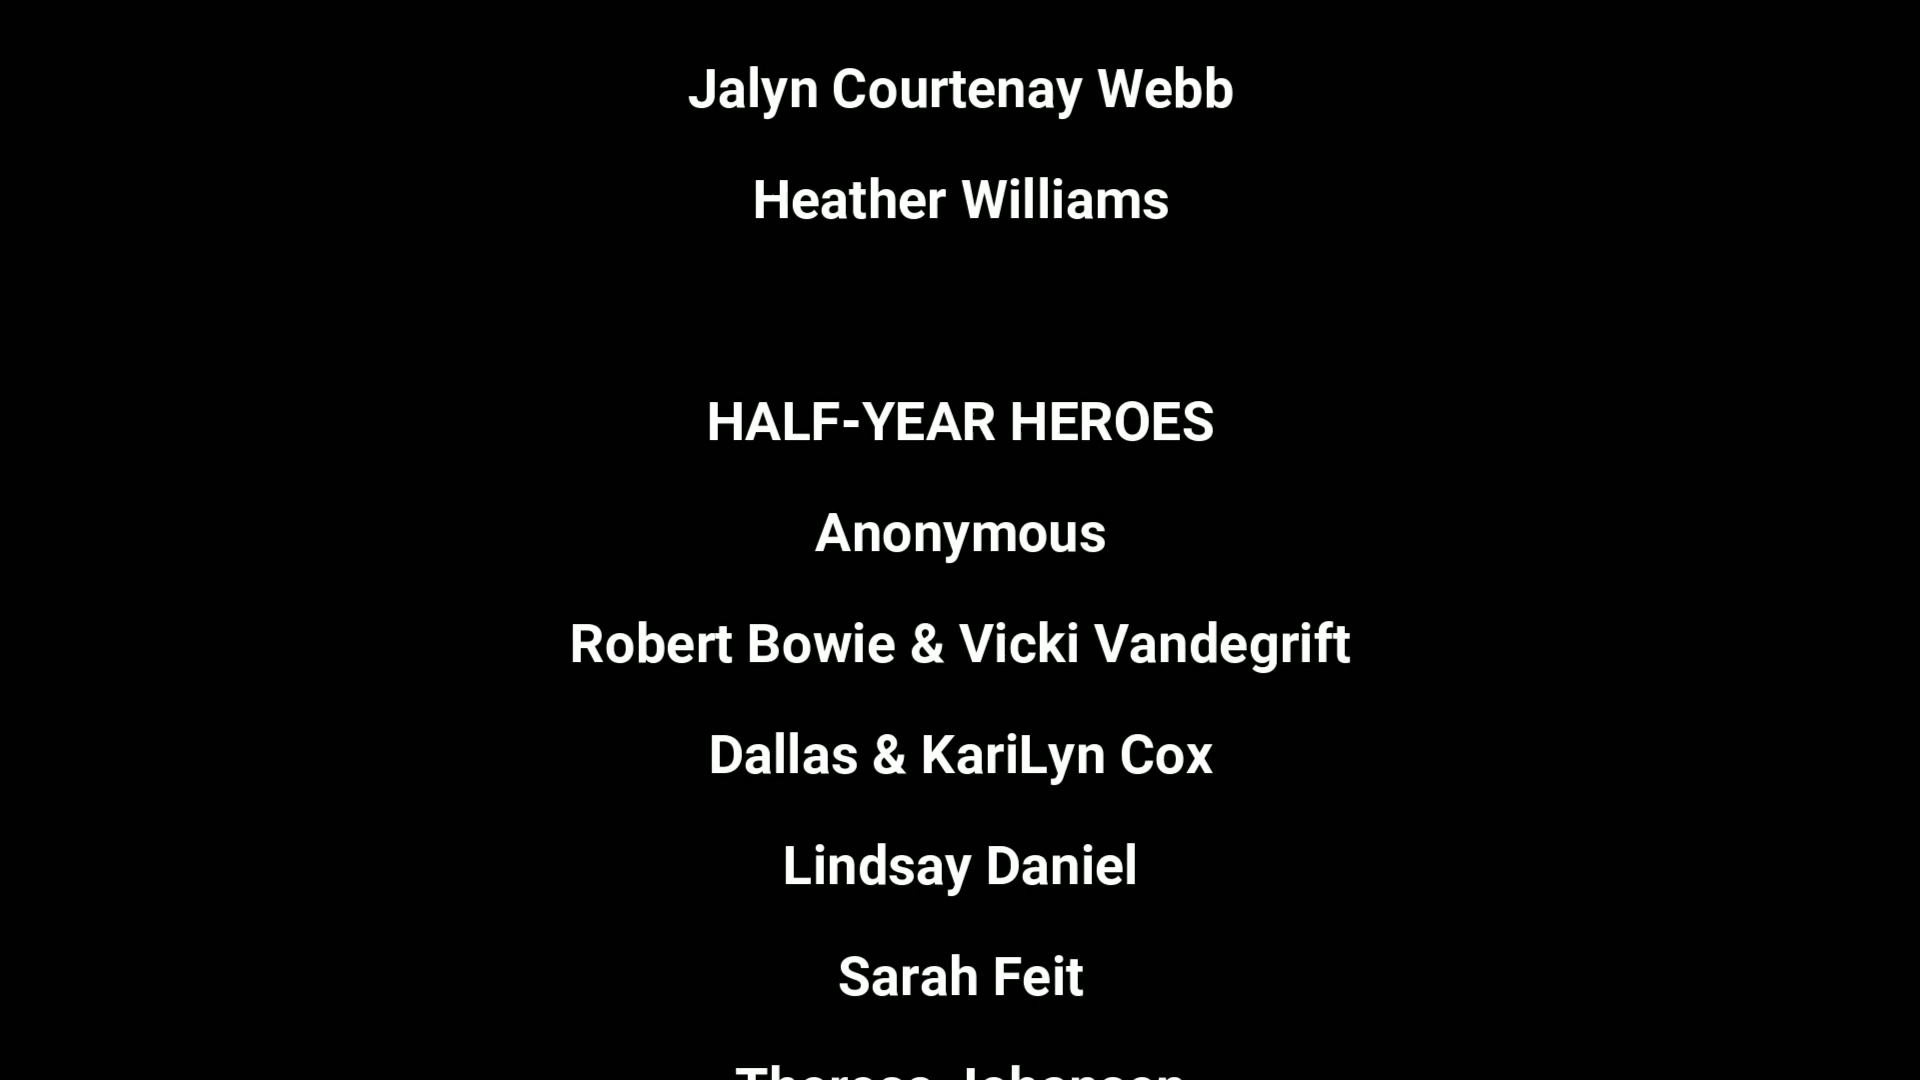 Jalyn Courtenay Webb
Heather Williams
HALF-YEAR HEROES
Anonymous
Robert Bowie & Vicki Vandegrift
Dallas & KariLyn Cox
Lindsay Daniel
Sarah Feit